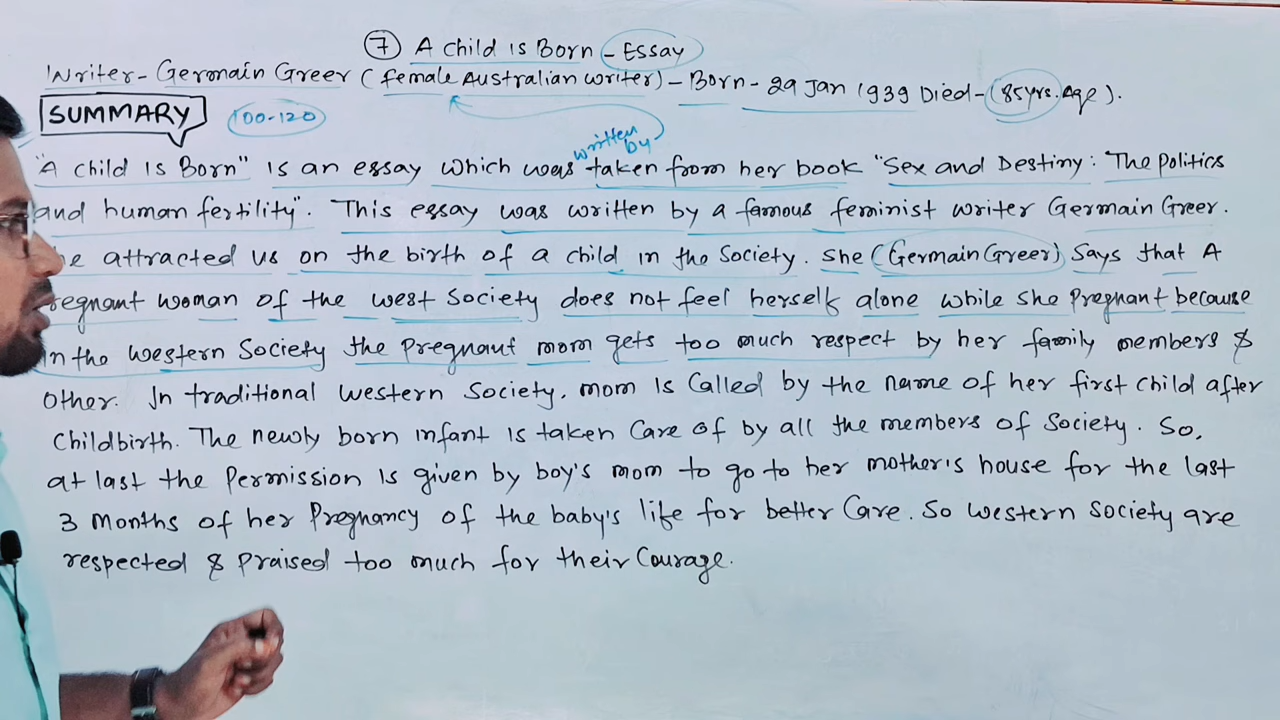 7 A Child is Born - Essay
Writer - Germain Greer (female Australian writer) - Born - 29 Jan 1939 Died - (85yrs. Age).
SUMMARY 100-120
written by
"A child is Born" is an essay which was taken from her book "Sex and Destiny: The Politics
and human fertility". This essay was written by a famous feminist writer Germain Greer.
attracted us on the birth of a child in the Society. She (Germain Greer) Says that A
regnant woman of the west Society does not feel herself alone while she pregnant because
In the western Society the pregnant mom gets too much respect by her family members &
other. In traditional western Society, mom is Called by the name of her first child after
childbirth. The newly born infant is taken Care of by all the members of Society. So,
at last the Permission is given by boy's mom to go to her mother's house for the last
3 months of her Pregnancy of the baby's life for better Care. So western society are
respected & praised too much for their Courage.